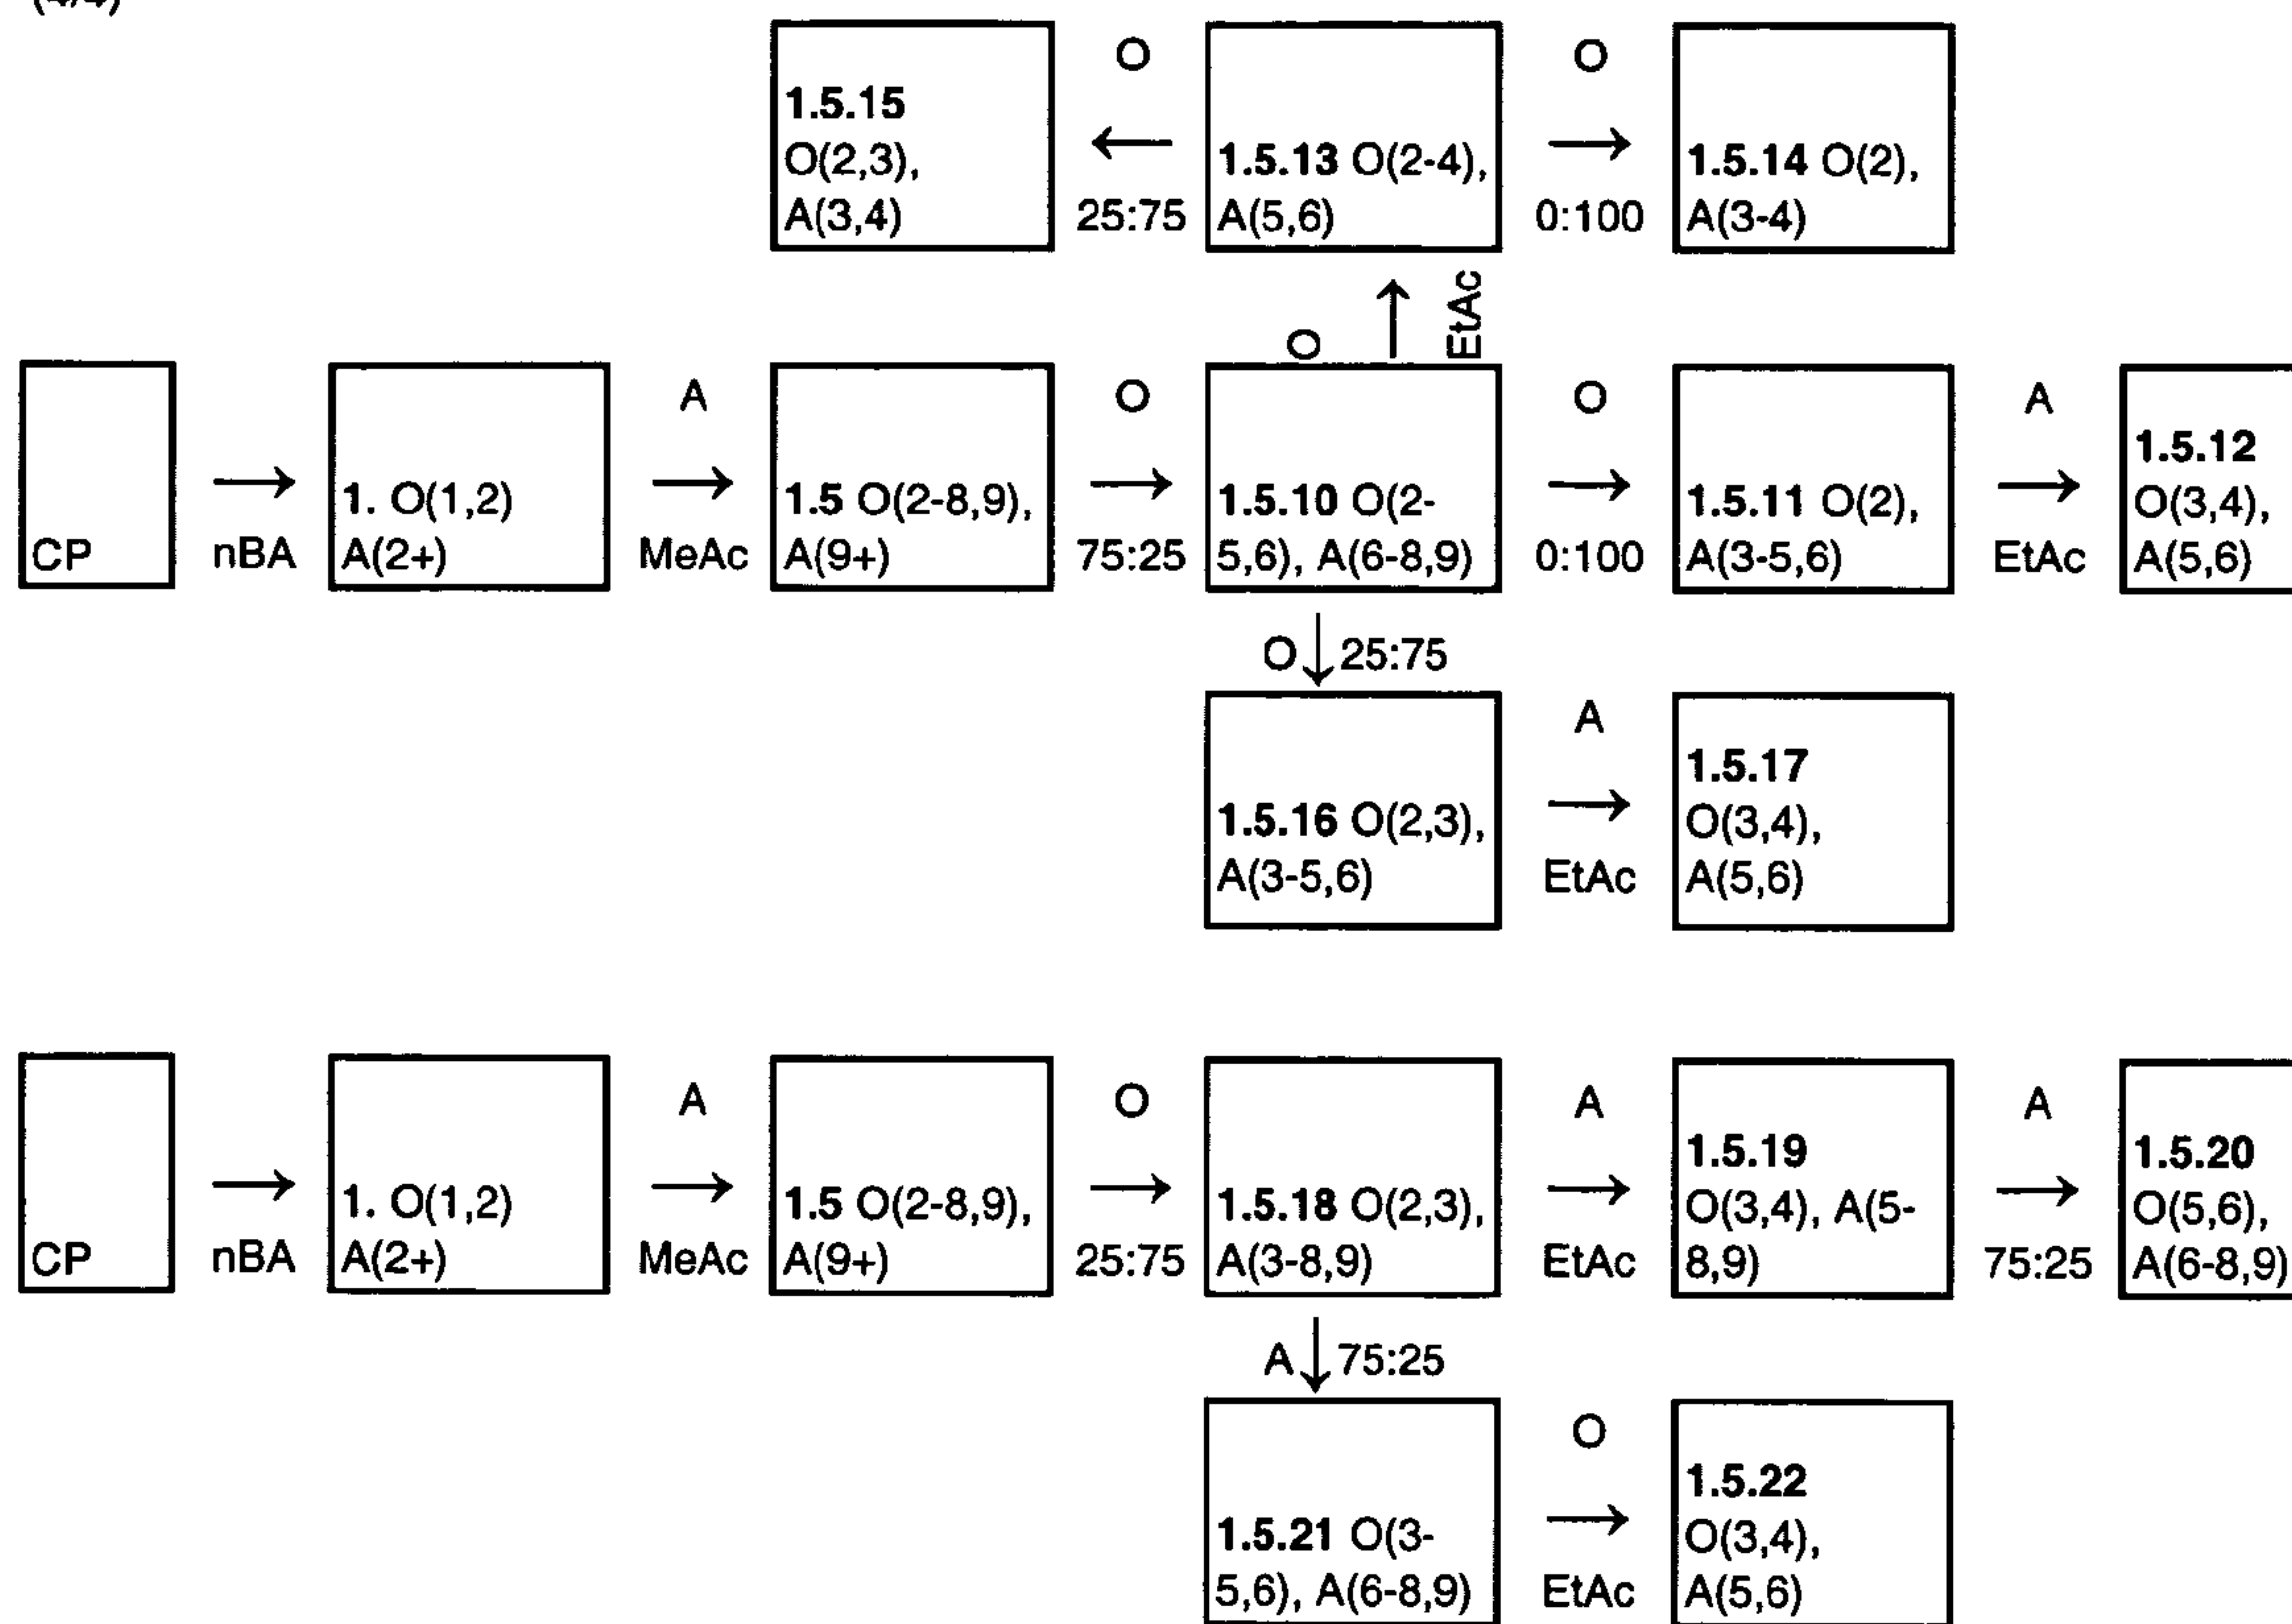 (4/4)
1.5.15
O(2,3),
A(3,4)
O
25:75
1.5.13 O(2-4),
A(5,6)
O
0:100
1.5.14 O(2),
A(3-4)
O
EtAc
CP
nBA
1. O(1,2)
A(2+)
A
MeAc
1.5 O(2-8,9),
A(9+)
O
75:25
1.5.10 O(2-
5,6), A(6-8,9)
O
0:100
1.5.11 O(2),
A(3-5,6)
A
EtAc
1.5.12
O(3,4),
A(5,6)
O 25:75
1.5.16 O(2,3),
A(3-5,6)
A
EtAc
1.5.17
O(3,4),
A(5,6)
CP
nBA
1. O(1,2)
A(2+)
A
MeAc
1.5 O(2-8,9),
A(9+)
O
25:75
1.5.18 O(2,3),
A(3-8,9)
A
EtAc
1.5.19
O(3,4), A(5-
8,9)
A
75:25
1.5.20
O(5,6),
A(6-8,9)
A 75:25
1.5.21 O(3-
5,6), A(6-8,9)
O
EtAc
1.5.22
O(3,4),
A(5,6)